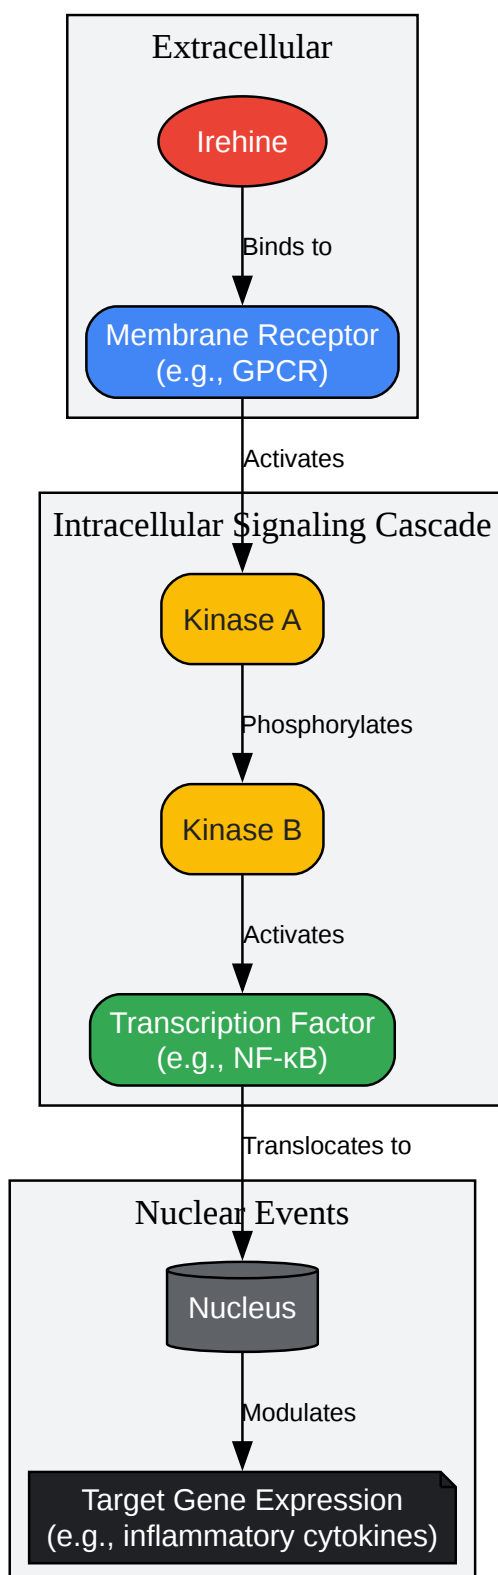 Extracellular
Irehine
Binds to
Membrane Receptor
(e.g., GPCR)
Activates
Intracellular Signaling Cascade
Kinase A
Phosphorylates
Kinase B
Activates
Transcription Factor
(e.g., NF-κB)
Translocates to
Nuclear Events
Nucleus
Modulates
Target Gene Expression
(e.g., inflammatory cytokines)